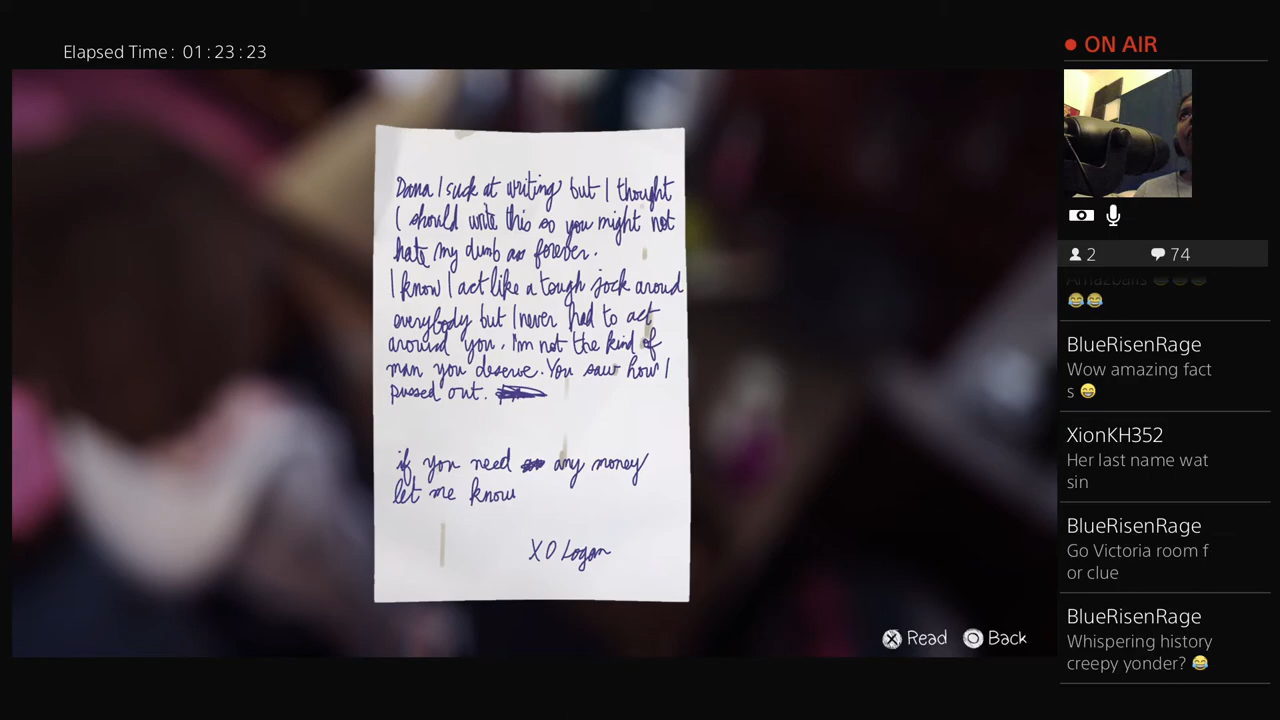 Elapsed Time: 01:23:23
ON AIR
Dana I suck at writing but I thought
I should write this so you might not
hate my dumb ass forever.
I know I act like a tough jock aroud
everybody but I never had to act
around you. I'm not the kind of
man you deserve. You saw how I
pussed out.
if you need any money
let me know
XO Logan
Read
Back
2
74
Amazballs
BlueRisenRage
Wow amazing fact
s
XionKH352
Her last name wat
sin
BlueRisenRage
Go Victoria room f
or clue
BlueRisenRage
Whispering history
creepy yonder?